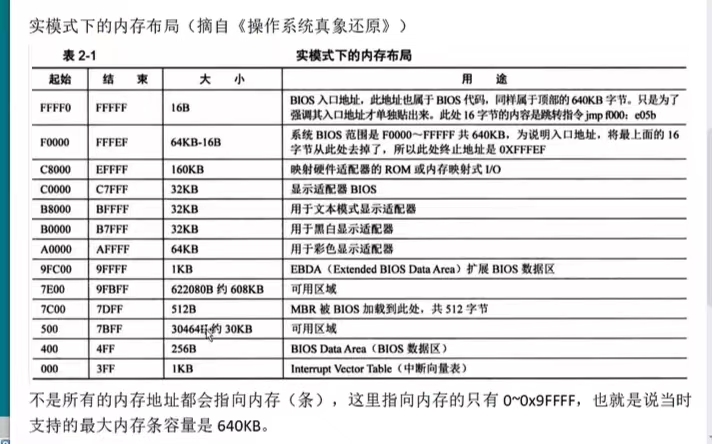 实模式下的内存布局（摘自《操作系统真象还原》）
表 2-1 实模式下的内存布局
起始 结 束 大 小 用 途
FFFF0 FFFFF 16B BIOS 入口地址，此地址也属于 BIOS 代码，同样属于顶部的 640KB 字节。只是为了
强调其入口地址才单独贴出来。此处 16 字节的内容是跳转指令 jmp f000：e05b
F0000 FFFEF 64KB-16B 系统 BIOS 范围是 F0000～FFFFF 共 640KB，为说明入口地址，将最上面的 16
字节从此处去掉了，所以此处终止地址是 0XFFFEF
C8000 EFFFF 160KB 映射硬件适配器的 ROM 或内存映射式 I/O
C0000 C7FFF 32KB 显示适配器 BIOS
B8000 BFFFF 32KB 用于文本模式显示适配器
B0000 B7FFF 32KB 用于黑白显示适配器
A0000 AFFFF 64KB 用于彩色显示适配器
9FC00 9FFFF 1KB EBDA（Extended BIOS Data Area）扩展 BIOS 数据区
7E00 9FBFF 622080B 约 608KB 可用区域
7C00 7DFF 512B MBR 被 BIOS 加载到此处，共 512 字节
500 7BFF 30464B 约 30KB 可用区域
400 4FF 256B BIOS Data Area（BIOS 数据区）
000 3FF 1KB Interrupt Vector Table（中断向量表）
不是所有的内存地址都会指向内存（条），这里指向内存的只有 0~0x9FFFF，也就是说当时
支持的最大内存条容量是 640KB。